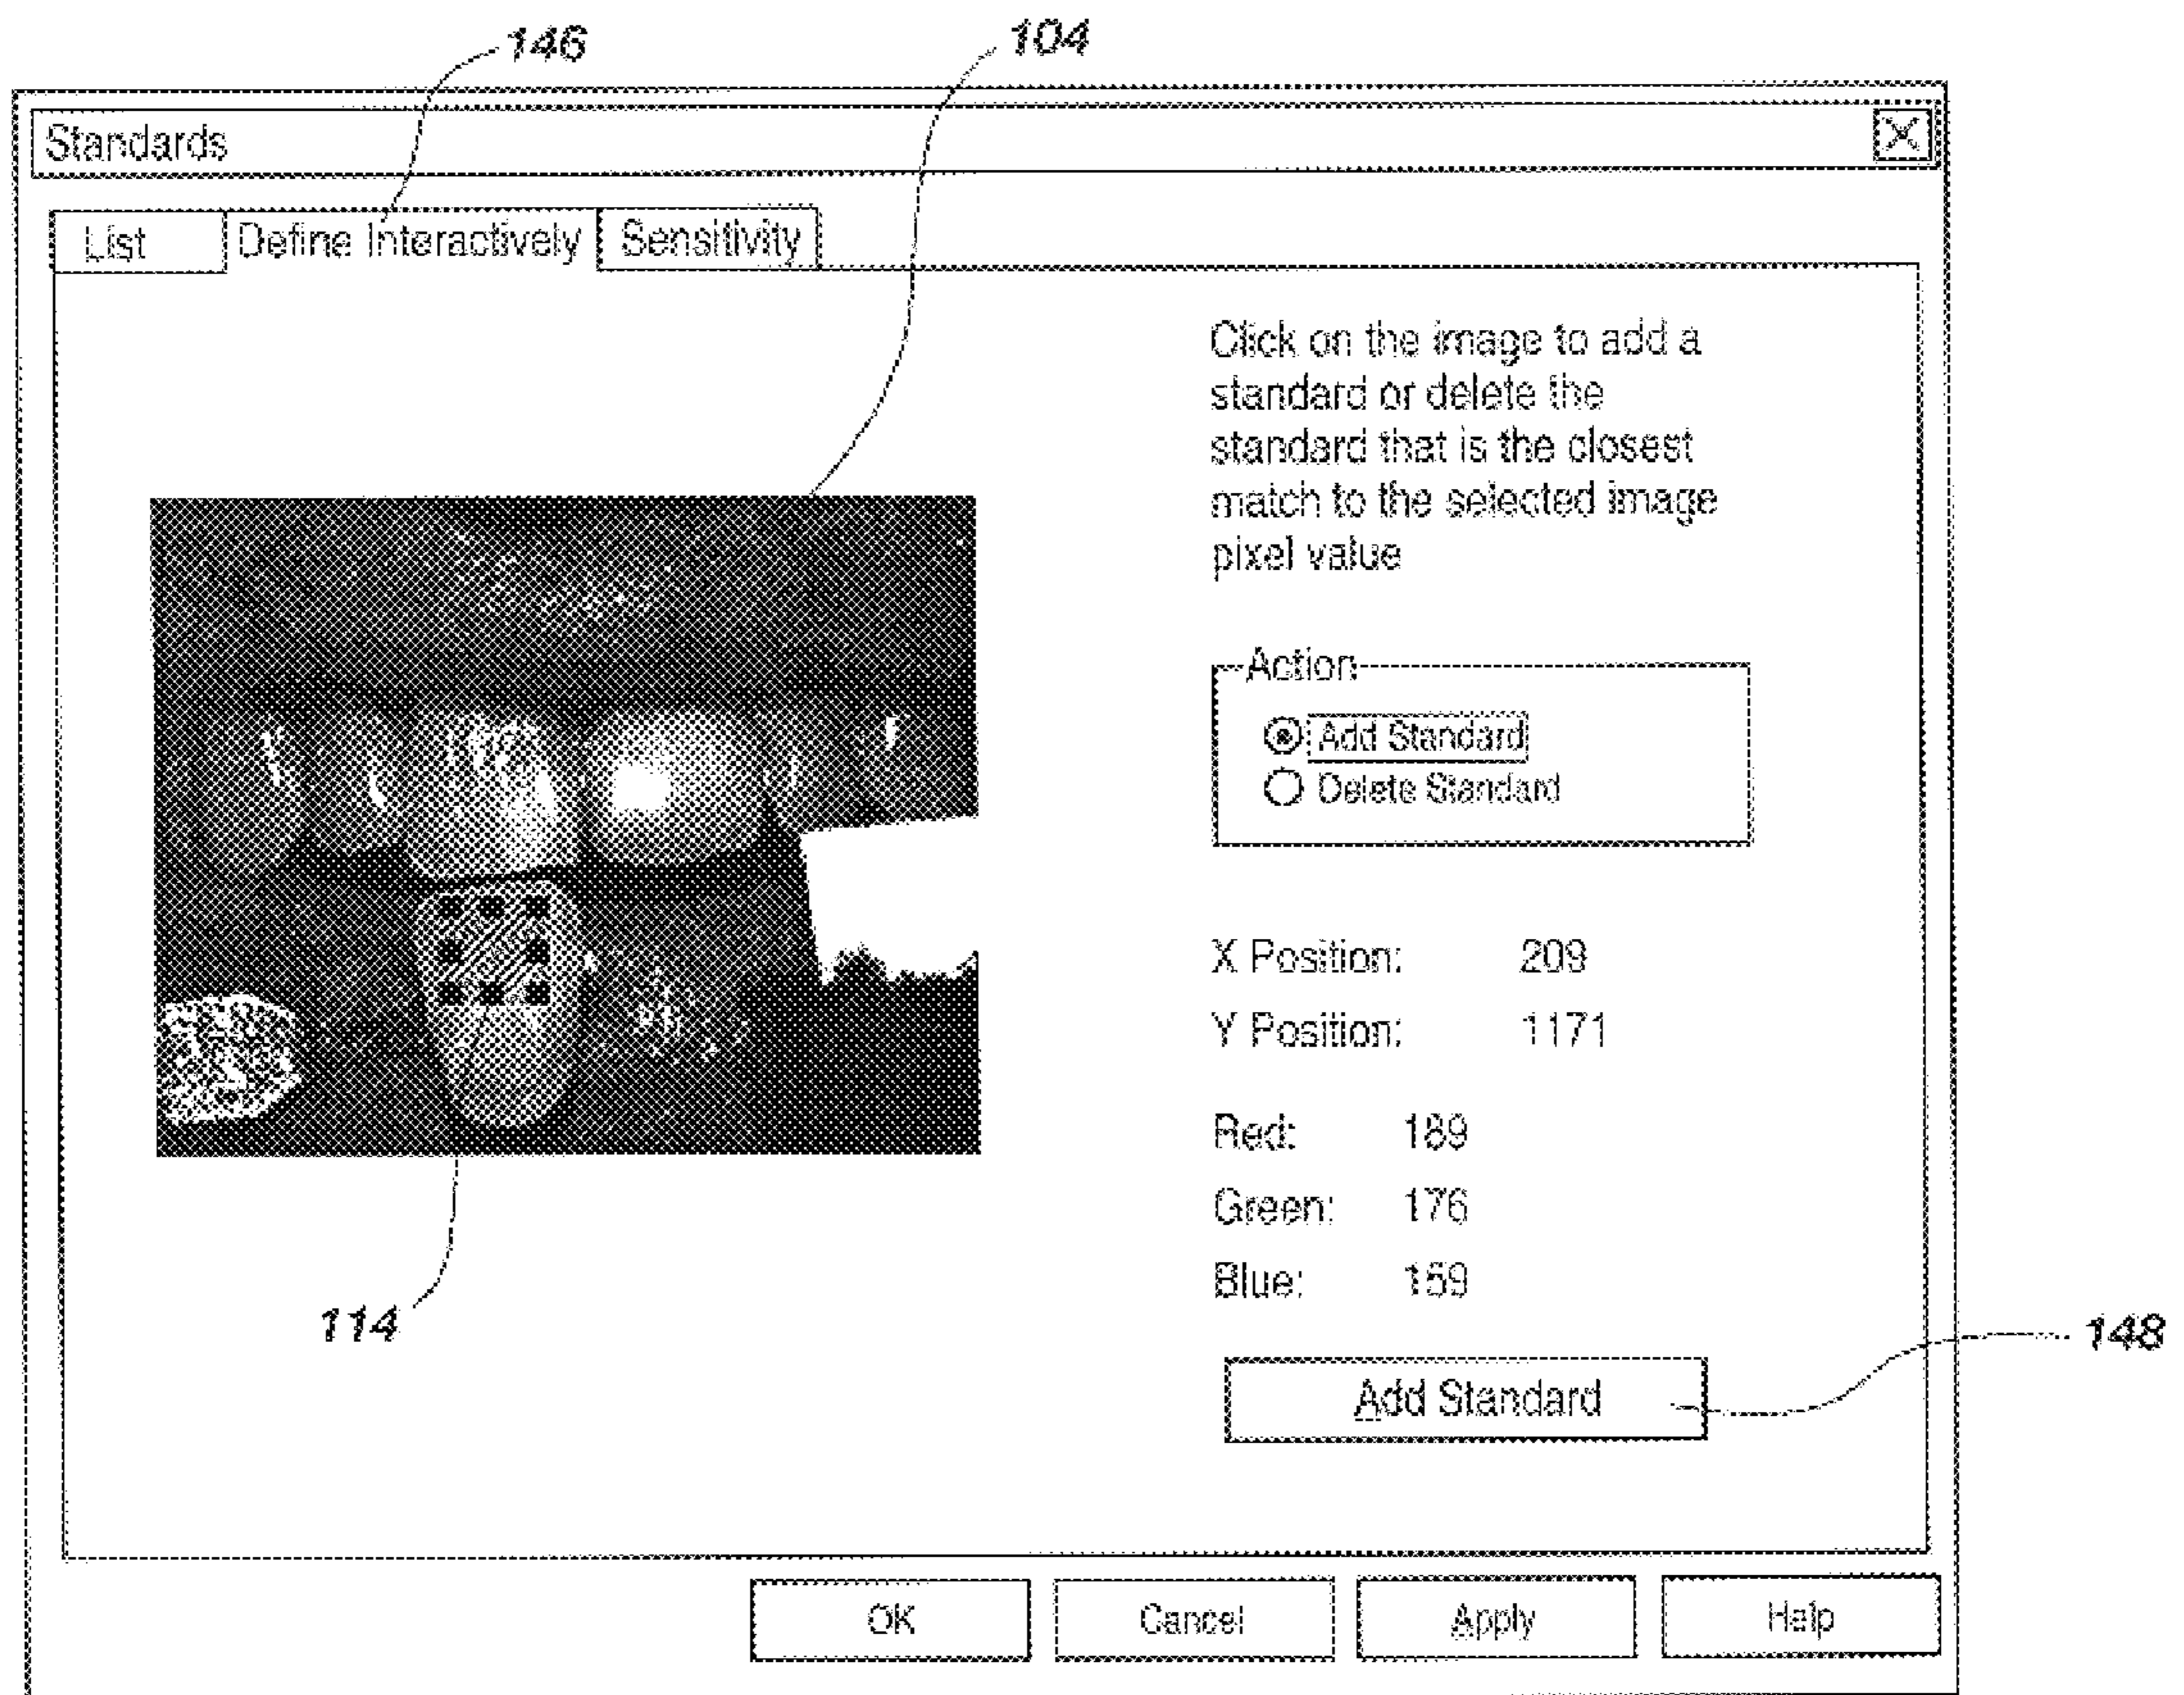 146
104
Standards
List
Define Interactively
Sensitivity
Click on the image to add a
standard or delete the
standard that is the closest
match to the selected image
pixel value
Action
Add Standard
Delete Standard
X Position: 209
Y Position: 1171
Red: 189
Green: 176
Blue: 159
114
148
Add Standard
OK
Cancel
Apply
Help